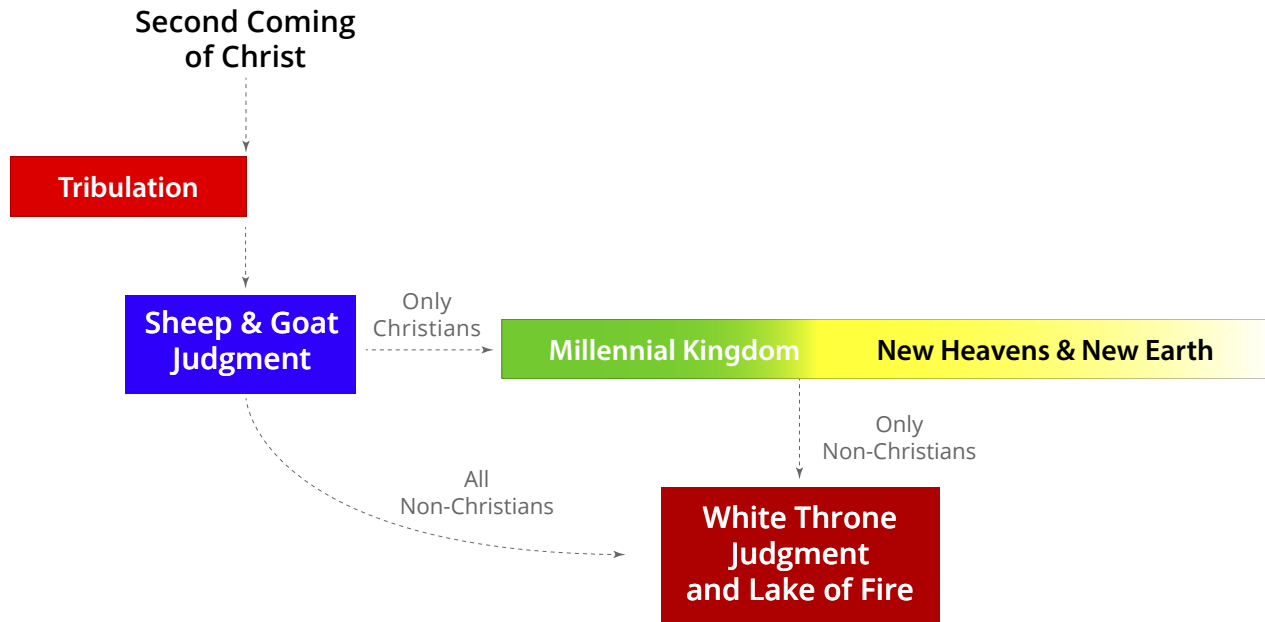 Second Coming
of Christ
Tribulation
Sheep & Goat
Judgment
Only
Christians
Millennial Kingdom
New Heavens & New Earth
Only
Non-Christians
All
Non-Christians
White Throne
Judgment
and Lake of Fire